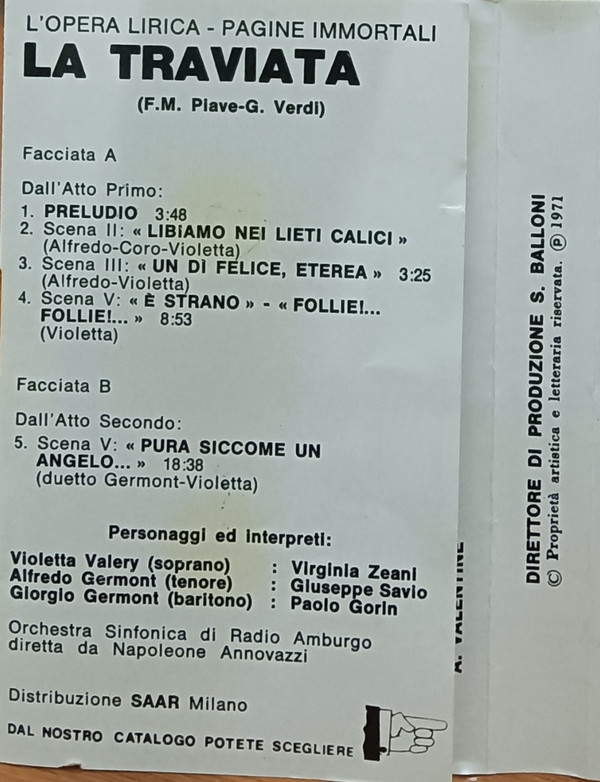 L'OPERA LIRICA - PAGINE IMMORTALI
LA TRAVIATA
(F.M. Piave-G. Verdi)
Facciata A
Dall'Atto Primo:
1. PRELUDIO 3:48
2. Scena II: « LIBIAMO NEI LIETI CALICI »
(Alfredo-Coro-Violetta)
3. Scena III: « UN DÌ FELICE, ETEREA » 3:25
(Alfredo-Violetta)
4. Scena V: « È STRANO » - « FOLLIE!...
FOLLIE!... » 8:53
(Violetta)
Facciata B
Dall'Atto Secondo:
5. Scena V: « PURA SICCOME UN
ANGELO... » 18:38
(duetto Germont-Violetta)
Personaggi ed interpreti:
Violetta Valery (soprano) : Virginia Zeani
Alfredo Germont (tenore) : Giuseppe Savio
Giorgio Germont (baritono) : Paolo Gorin
Orchestra Sinfonica di Radio Amburgo
diretta da Napoleone Annovazzi
Distribuzione SAAR Milano
DAL NOSTRO CATALOGO POTETE SCEGLIERE
A. VALENTINE
DIRETTORE DI PRODUZIONE S. BALLONI
© Proprietà artistica e letteraria riservata. ℗ 1971